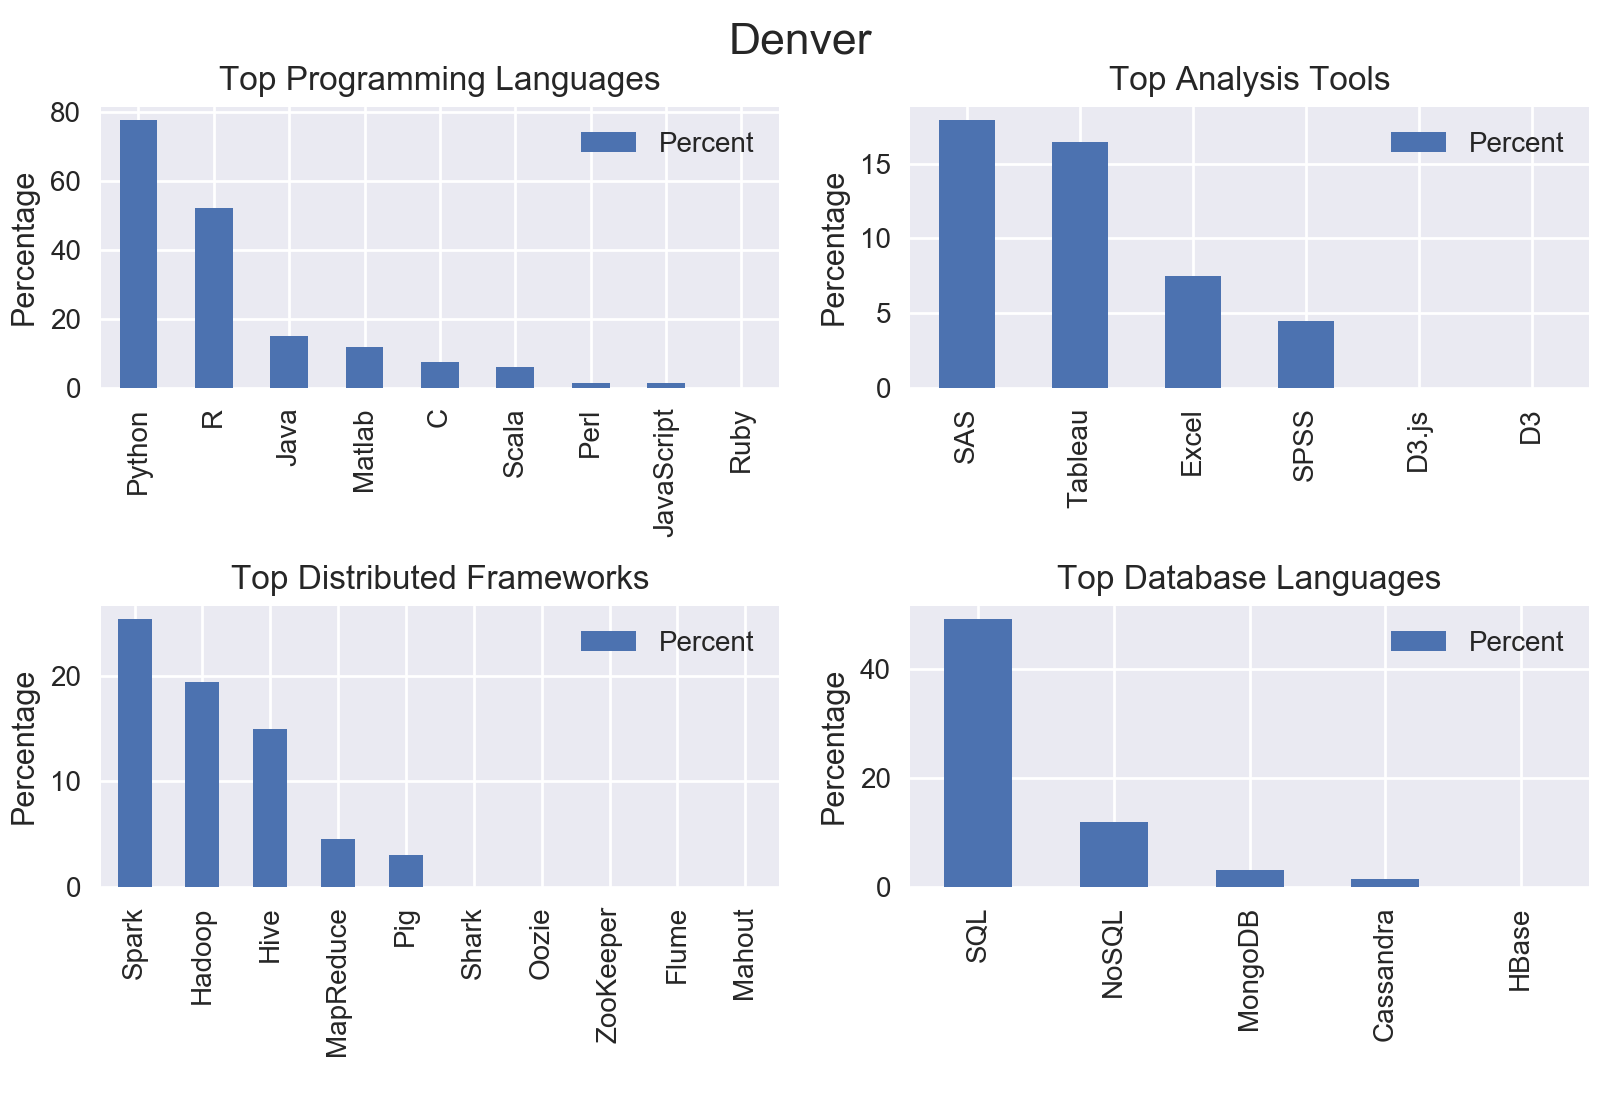 Denver
Top Programming Languages
80
60
40
20
0
Percentage
Percent
Python
R
Java
Matlab
C
Scala
Perl
JavaScript
Ruby
Top Analysis Tools
15
10
5
0
Percentage
Percent
SAS
Tableau
Excel
SPSS
D3.js
D3
Top Distributed Frameworks
20
10
0
Percentage
Percent
Spark
Hadoop
Hive
MapReduce
Pig
Shark
Oozie
ZooKeeper
Flume
Mahout
Top Database Languages
40
20
0
Percentage
Percent
SQL
NoSQL
MongoDB
Cassandra
HBase